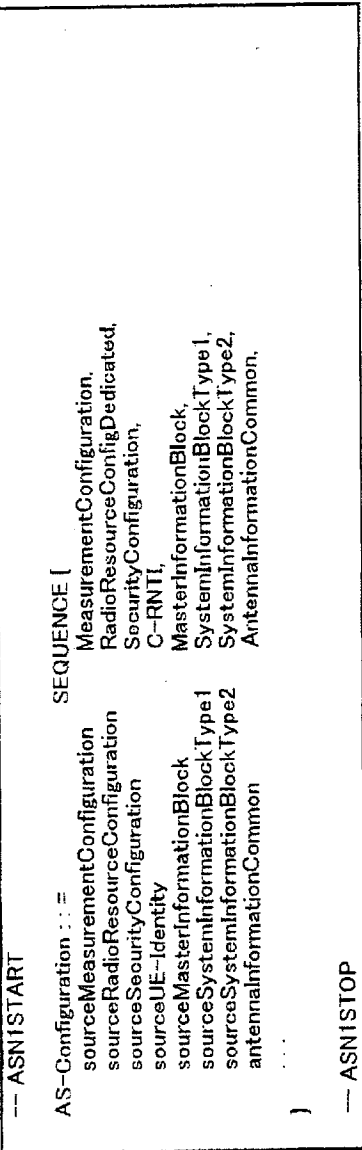 -- ASN1START
AS-Configuration ::= SEQUENCE {
sourceMeasurementConfiguration MeasurementConfiguration,
sourceRadioResourceConfiguration RadioResourceConfigDedicated,
sourceSecurityConfiguration SecurityConfiguration,
sourceUE-Identity C-RNTI,
sourceMasterInformationBlock MasterInformationBlock,
sourceSystemInformationBlockType1 SystemInformationBlockType1,
sourceSystemInformationBlockType2 SystemInformationBlockType2,
antennaInformationCommon AntennaInformationCommon,
...
}
-- ASN1STOP